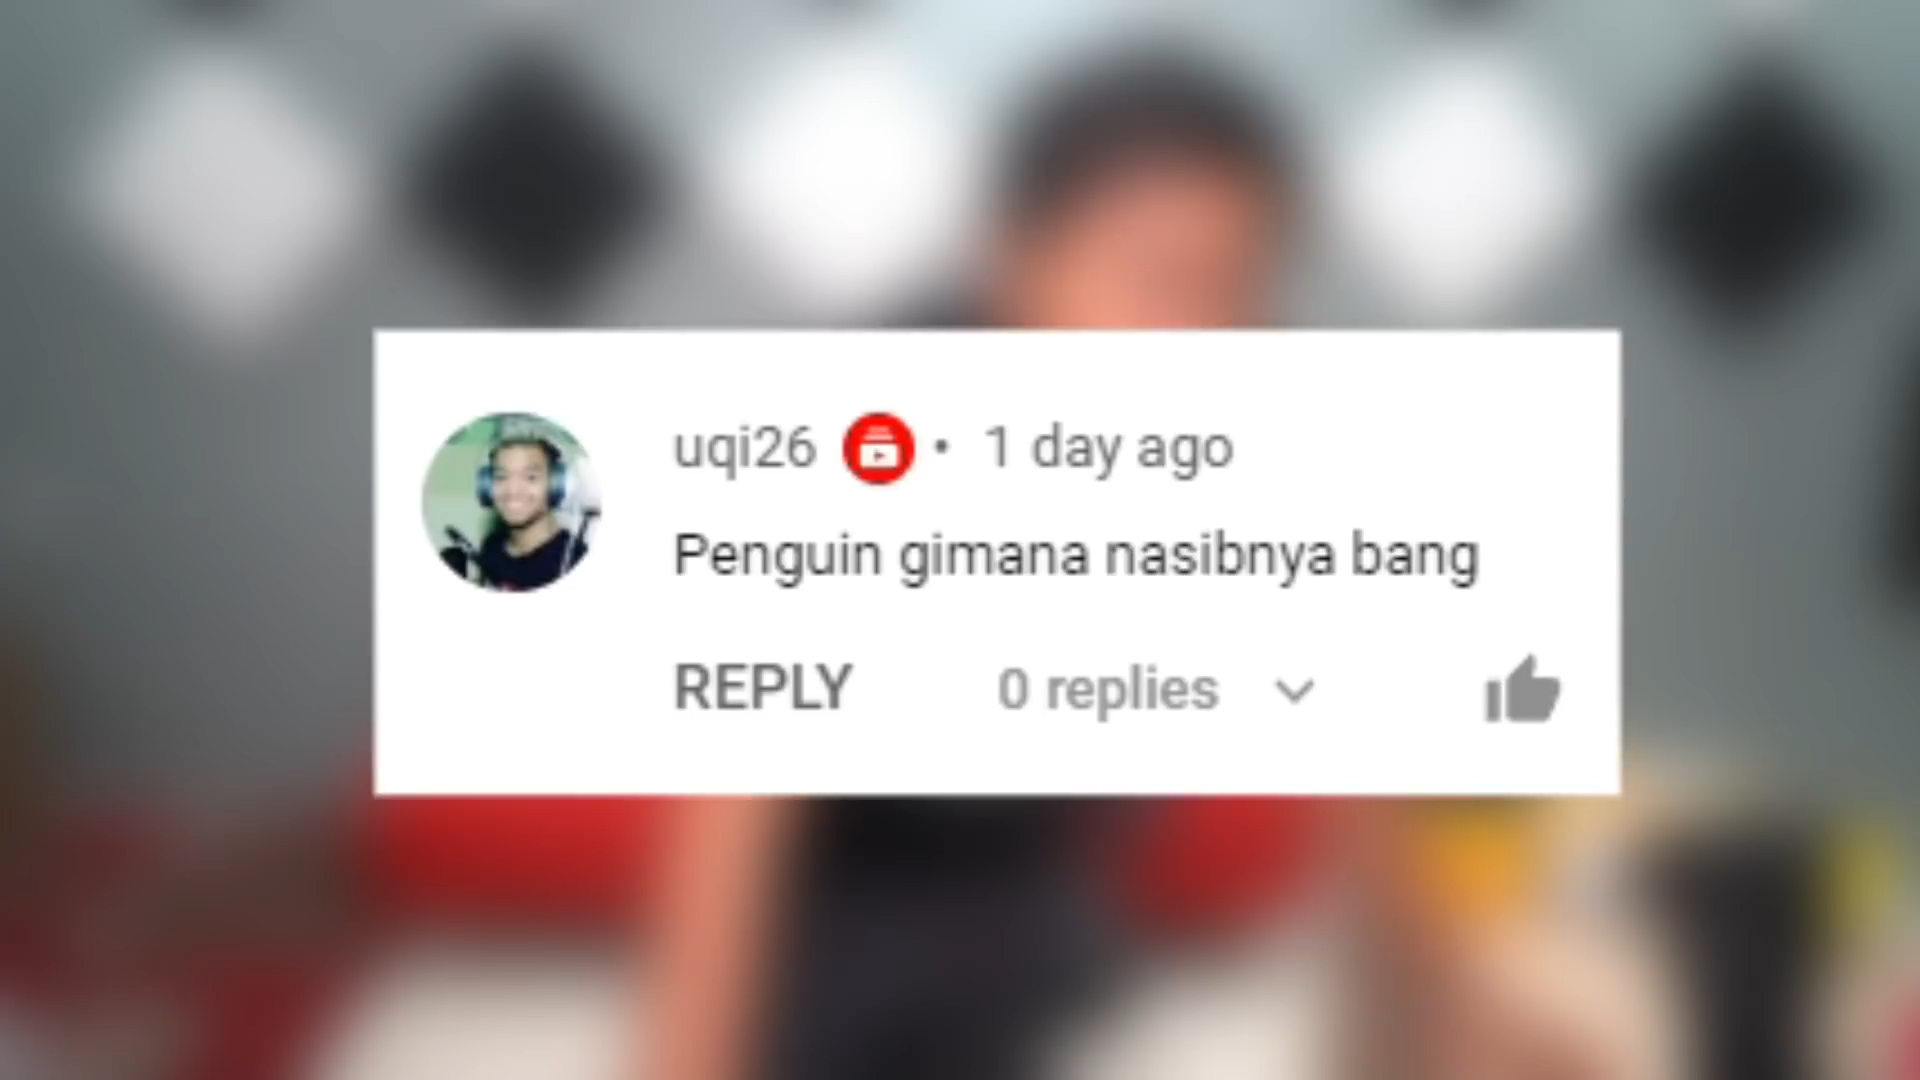 uqi26 • 1 day ago
Penguin gimana nasibnya bang
REPLY 0 replies